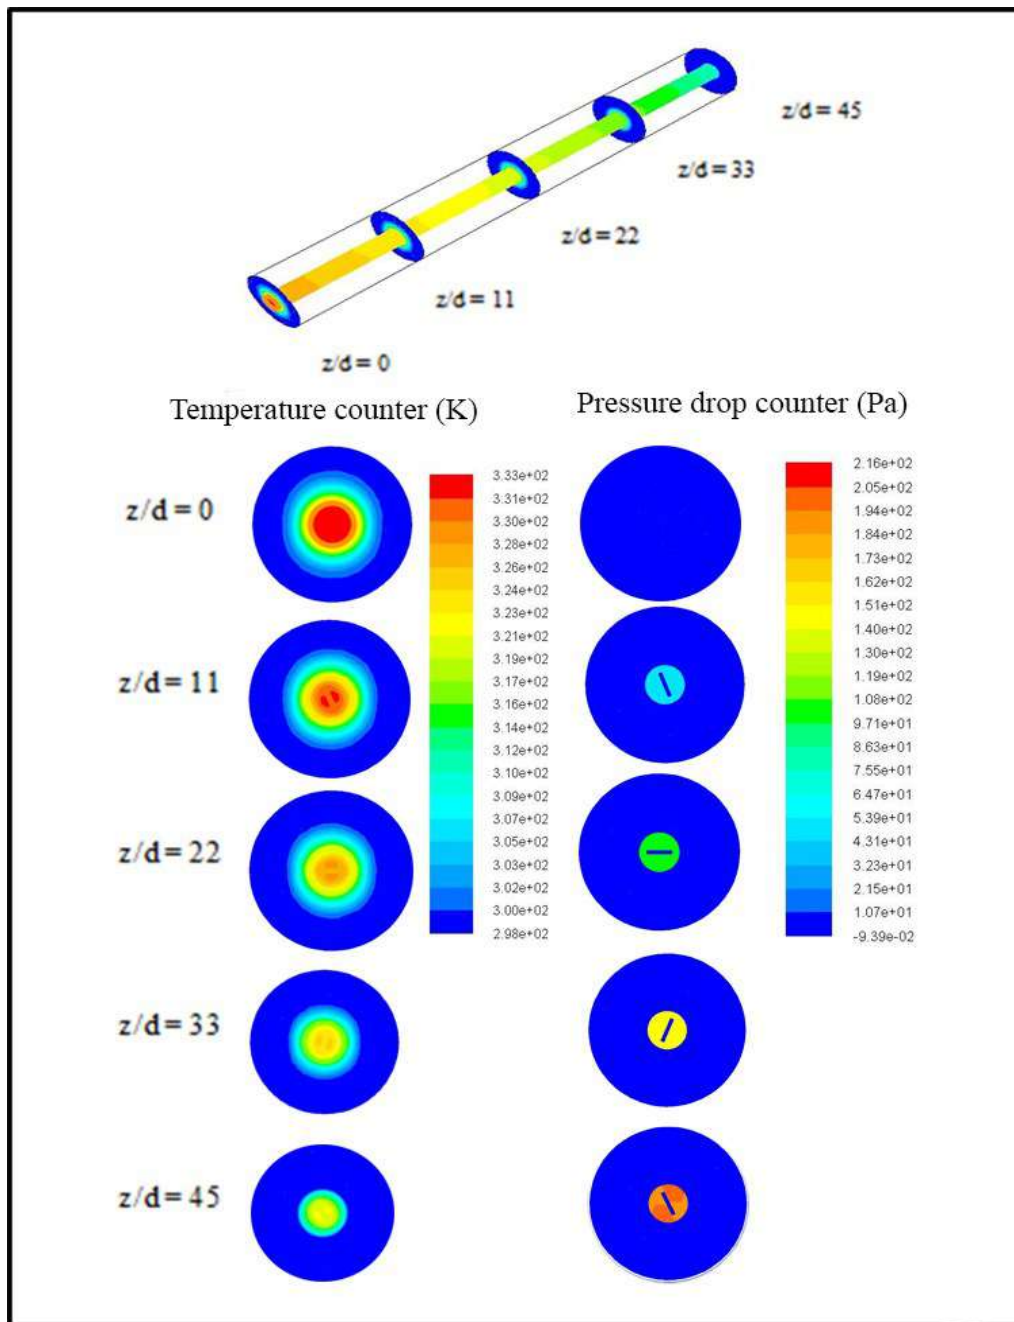 z/d = 45
z/d = 33
z/d = 22
z/d = 11
z/d = 0
Temperature counter (K)
Pressure drop counter (Pa)
z/d = 0
z/d = 11
z/d = 22
z/d = 33
z/d = 45
3.33e+02
3.31e+02
3.30e+02
3.28e+02
3.26e+02
3.24e+02
3.23e+02
3.21e+02
3.19e+02
3.17e+02
3.16e+02
3.14e+02
3.12e+02
3.10e+02
3.09e+02
3.07e+02
3.05e+02
3.03e+02
3.02e+02
3.00e+02
2.98e+02
2.16e+02
2.05e+02
1.94e+02
1.84e+02
1.73e+02
1.62e+02
1.51e+02
1.40e+02
1.30e+02
1.19e+02
1.08e+02
9.71e+01
8.63e+01
7.55e+01
6.47e+01
5.39e+01
4.31e+01
3.23e+01
2.15e+01
1.07e+01
-9.39e-02